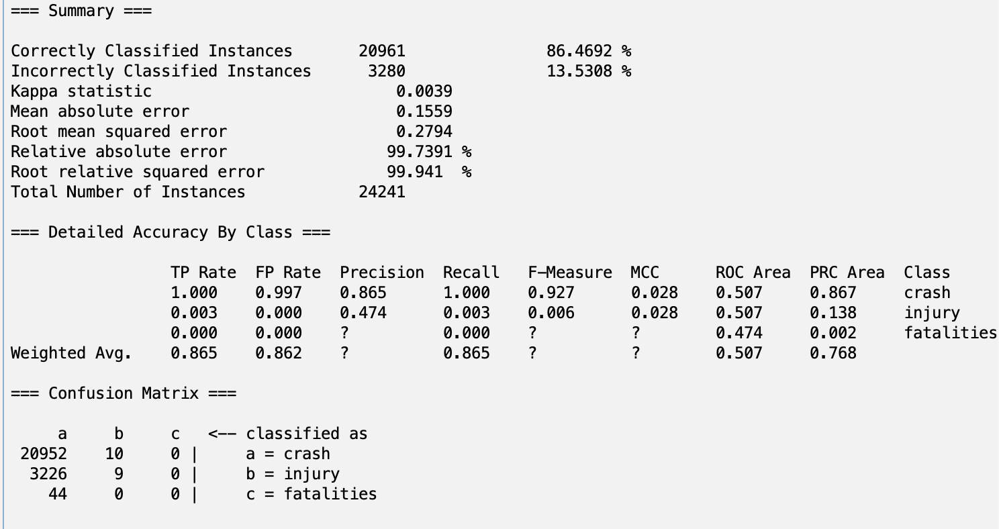 === Summary ===
Correctly Classified Instances 20961 86.4692 %
Incorrectly Classified Instances 3280 13.5308 %
Kappa statistic 0.0039
Mean absolute error 0.1559
Root mean squared error 0.2794
Relative absolute error 99.7391 %
Root relative squared error 99.941 %
Total Number of Instances 24241
=== Detailed Accuracy By Class ===
TP Rate FP Rate Precision Recall F-Measure MCC ROC Area PRC Area Class
1.000 0.997 0.865 1.000 0.927 0.028 0.507 0.867 crash
0.003 0.000 0.474 0.003 0.006 0.028 0.507 0.138 injury
0.000 0.000 ? 0.000 ? ? 0.474 0.002 fatalities
Weighted Avg. 0.865 0.862 ? 0.865 ? ? 0.507 0.768
=== Confusion Matrix ===
a b c <-- classified as
20952 10 0 | a = crash
3226 9 0 | b = injury
44 0 0 | c = fatalities